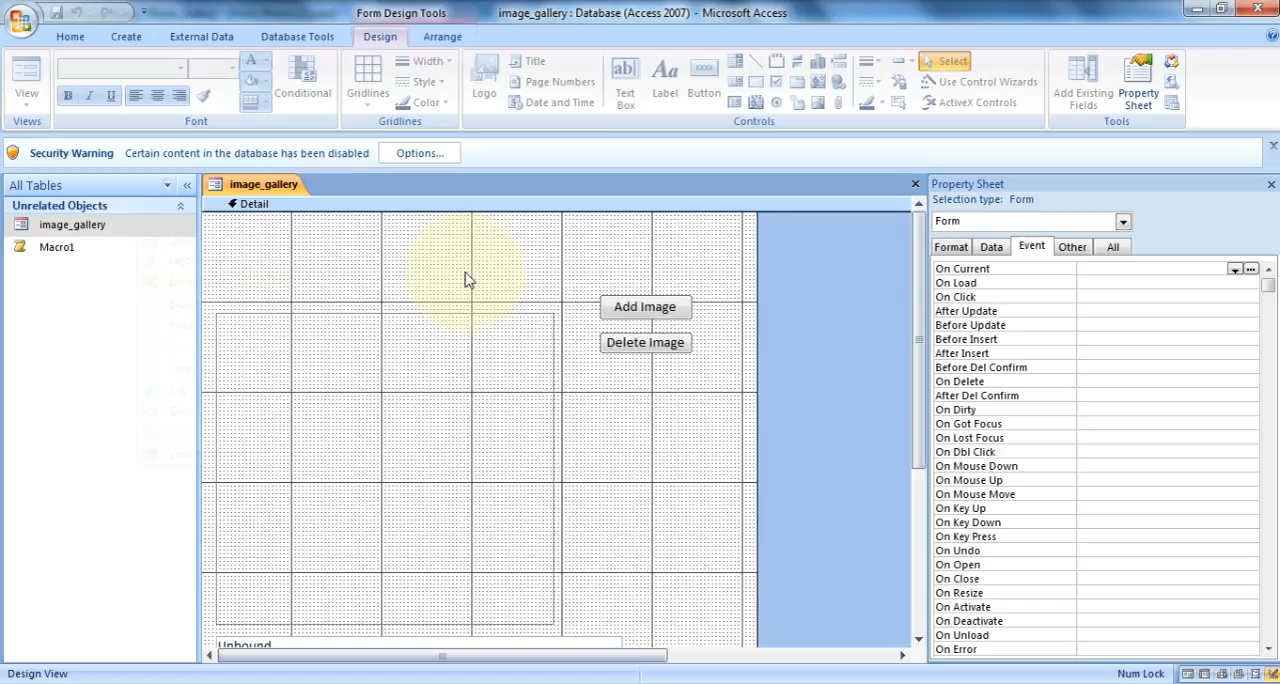 Form Design Tools
image_gallery : Database (Access 2007) - Microsoft Access
Home Create External Data Database Tools Design Arrange
View
Views
B I U
Conditional
Font
Gridlines
Width
Style
Color
Gridlines
Logo
Title
Page Numbers
Date and Time
ab|
Text Box
Aa
Label
Button
Select
Use Control Wizards
ActiveX Controls
Controls
Add Existing Fields
Property Sheet
Tools
Security Warning Certain content in the database has been disabled Options...
All Tables
Unrelated Objects
image_gallery
Macro1
image_gallery
Detail
Add Image
Delete Image
Unbound
Property Sheet
Selection type: Form
Form
Format Data Event Other All
On Current
On Load
On Click
After Update
Before Update
Before Insert
After Insert
Before Del Confirm
On Delete
After Del Confirm
On Dirty
On Got Focus
On Lost Focus
On Dbl Click
On Mouse Down
On Mouse Up
On Mouse Move
On Key Up
On Key Down
On Key Press
On Undo
On Open
On Close
On Resize
On Activate
On Deactivate
On Unload
On Error
Design View
Num Lock